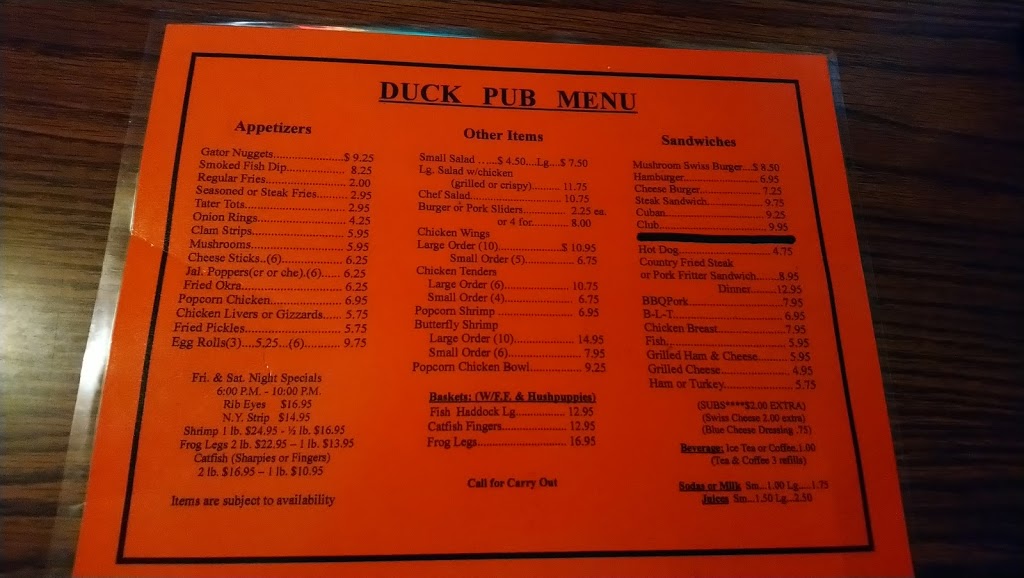 DUCK PUB MENU
Appetizers
Gator Nuggets......................$ 9.25
Smoked Fish Dip.................. 8.25
Regular Fries.......................... 2.00
Seasoned or Steak Fries......... 2.95
Tater Tots................................ 2.95
Onion Rings............................ 4.25
Clam Strips............................. 5.95
Mushrooms............................. 5.95
Cheese Sticks..(6).................. 6.25
Jal. Poppers(cr or che).(6)...... 6.25
Fried Okra............................... 6.25
Popcorn Chicken..................... 6.95
Chicken Livers or Gizzards..... 5.75
Fried Pickles............................ 5.75
Egg Rolls(3)....5.25...(6).......... 9.75
Fri. & Sat. Night Specials
6:00 P.M. - 10:00 P.M.
Rib Eyes $16.95
N.Y. Strip $14.95
Shrimp 1 lb. $24.95 - ½ lb. $16.95
Frog Legs 2 lb. $22.95 – 1 lb. $13.95
Catfish (Sharpies or Fingers)
2 lb. $16.95 – 1 lb. $10.95
Items are subject to availability
Other Items
Small Salad .. ...$ 4.50....Lg....$ 7.50
Lg. Salad w/chicken
(grilled or crispy).......... 11.75
Chef Salad............................... 10.75
Burger or Pork Sliders.............. 2.25 ea.
or 4 for............ 8.00
Chicken Wings
Large Order (10).....................$ 10.95
Small Order (5)................. 6.75
Chicken Tenders
Large Order (6)...................... 10.75
Small Order (4)...................... 6.75
Popcorn Shrimp ........................ 6.95
Butterfly Shrimp
Large Order (10).................... 14.95
Small Order (6)........................ 7.95
Popcorn Chicken Bowl................. 9.25
Baskets: (W/F.F. & Hushpuppies)
Fish Haddock Lg................. 12.95
Catfish Fingers..................... 12.95
Frog Legs............................. 16.95
Call for Carry Out
Sandwiches
Mushroom Swiss Burger....$ 8.50
Hamburger......................... 6.95
Cheese Burger.................... 7.25
Steak Sandwich.................. 9.75
Cuban................................. 9.25
Club.................................... 9.95
Hot Dog.............................. 4.75
Country Fried Steak
or Pork Fritter Sandwich.......8.95
Dinner.........12.95
BBQPork..............................7.95
B-L-T.................................... 6.95
Chicken Breast......................7.95
Fish....................................... 5.95
Grilled Ham & Cheese.......... 5.95
Grilled Cheese...................... 4.95
Ham or Turkey...................... 5.75
(SUBS****$2.00 EXTRA)
(Swiss Cheese 2.00 extra)
(Blue Cheese Dressing .75)
Beverage: Ice Tea or Coffee.1.00
(Tea & Coffee 3 refills)
Sodas or Milk Sm...1.00 Lg.....1.75
Juices Sm...1.50 Lg...2.50